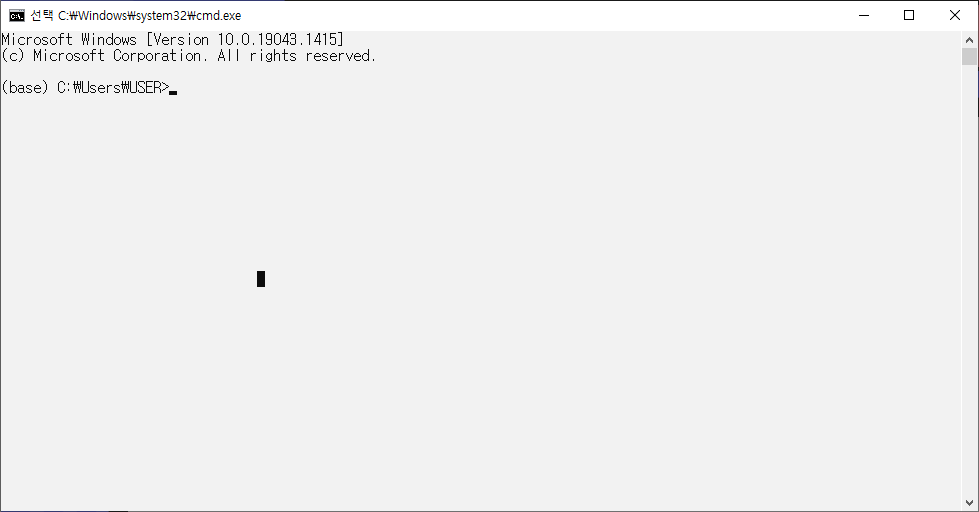 선택 C:₩Windows₩system32₩cmd.exe
Microsoft Windows [Version 10.0.19043.1415]
(c) Microsoft Corporation. All rights reserved.
(base) C:₩Users₩USER>